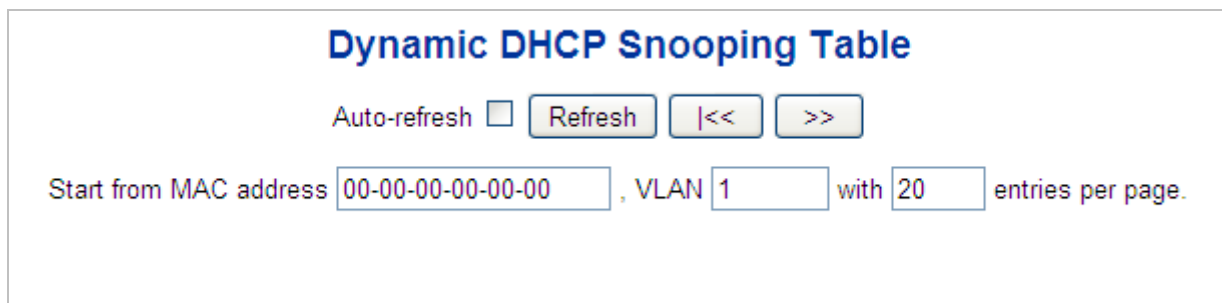 Dynamic DHCP Snooping Table
Auto-refresh Refresh |<< >>
Start from MAC address 00-00-00-00-00-00 , VLAN 1 with 20 entries per page.